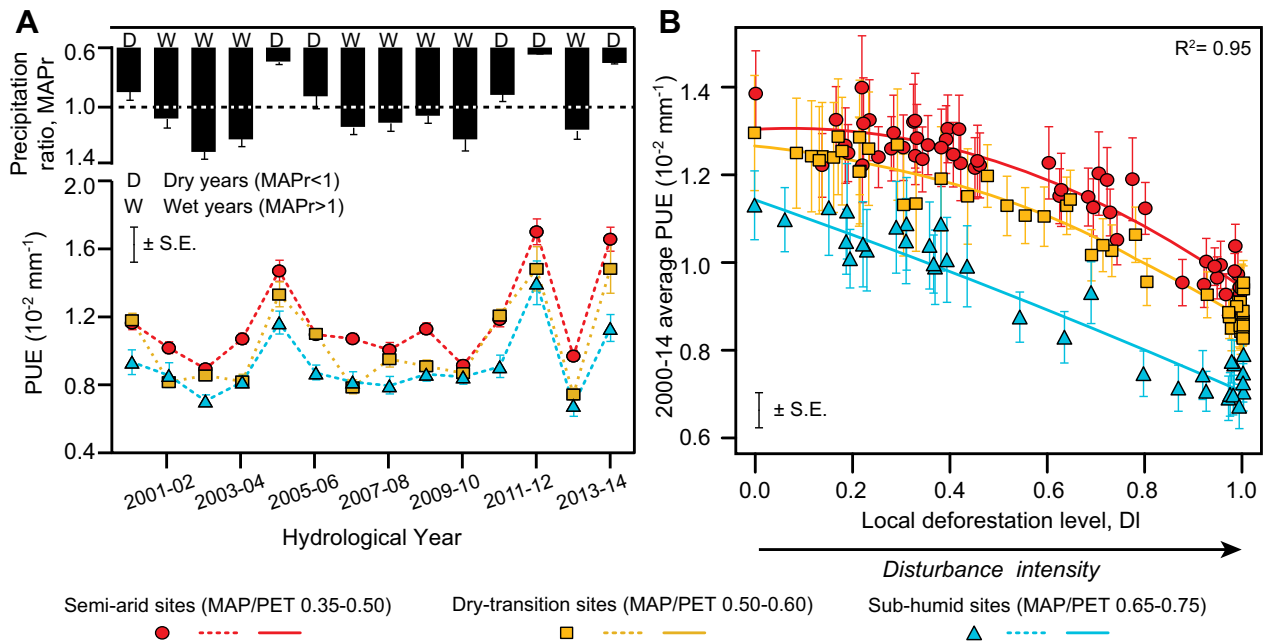 A
D W W W D D W W W W D D W D
Precipitation
ratio, MAPr
0.6
1.0
1.4
D Dry years (MAPr<1)
W Wet years (MAPr>1)
± S.E.
PUE (10⁻² mm⁻¹)
2.0
1.6
1.2
0.8
0.4
2001-02 2003-04 2005-06 2007-08 2009-10 2011-12 2013-14
Hydrological Year
B
R²= 0.95
2000-14 average PUE (10⁻² mm⁻¹)
1.4
1.2
1.0
0.8
0.6
± S.E.
0.0 0.2 0.4 0.6 0.8 1.0
Local deforestation level, DI
Disturbance intensity
Semi-arid sites (MAP/PET 0.35-0.50)
Dry-transition sites (MAP/PET 0.50-0.60)
Sub-humid sites (MAP/PET 0.65-0.75)